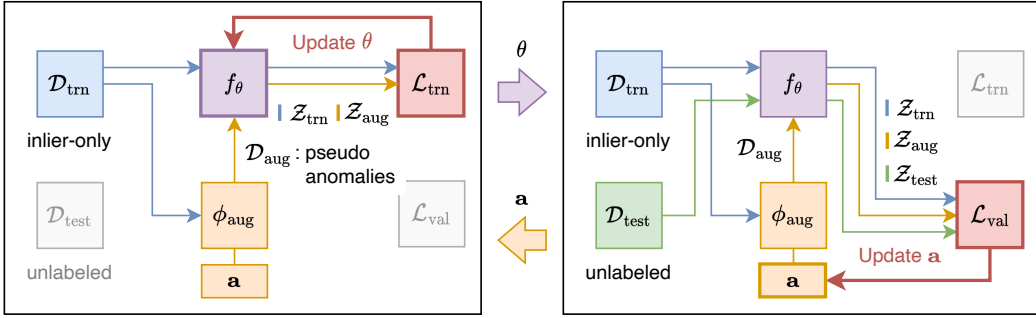 Update θ
𝒟trn
fθ
ℒtrn
inlier-only
𝒵trn
𝒵aug
𝒟aug : pseudo
anomalies
𝒟test
ϕaug
ℒval
unlabeled
a
θ
a
𝒟trn
fθ
ℒtrn
inlier-only
𝒵trn
𝒟aug
𝒵aug
𝒵test
𝒟test
ϕaug
ℒval
unlabeled
Update a
a